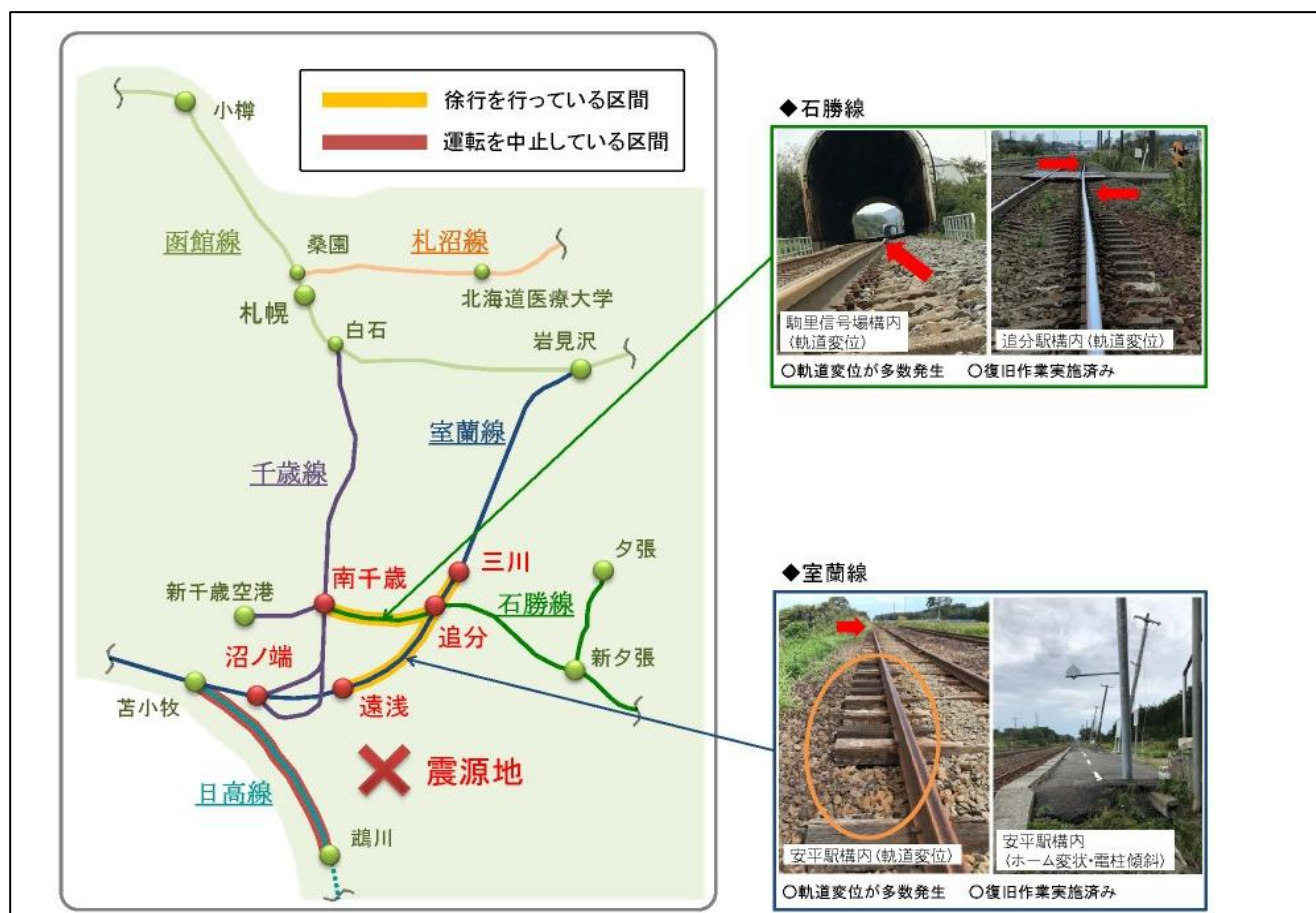 徐行を行っている区間
運転を中止している区間
小樽
函館線
桑園
札沼線
札幌
北海道医療大学
白石
岩見沢
室蘭線
千歳線
新千歳空港
南千歳
三川
夕張
石勝線
追分
沼ノ端
新夕張
苫小牧
遠浅
震源地
日高線
鵡川
◆石勝線
駒里信号場構内
(軌道変位)
追分駅構内(軌道変位)
○軌道変位が多数発生 ○復旧作業実施済み
◆室蘭線
安平駅構内(軌道変位)
安平駅構内
(ホーム変状・電柱傾斜)
○軌道変位が多数発生 ○復旧作業実施済み